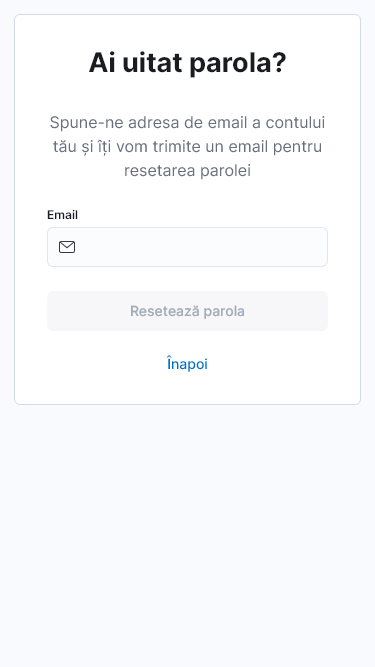 Ai uitat parola?
Spune-ne adresa de email a contului
tău și îți vom trimite un email pentru
resetarea parolei
Email
Resetează parola
Înapoi